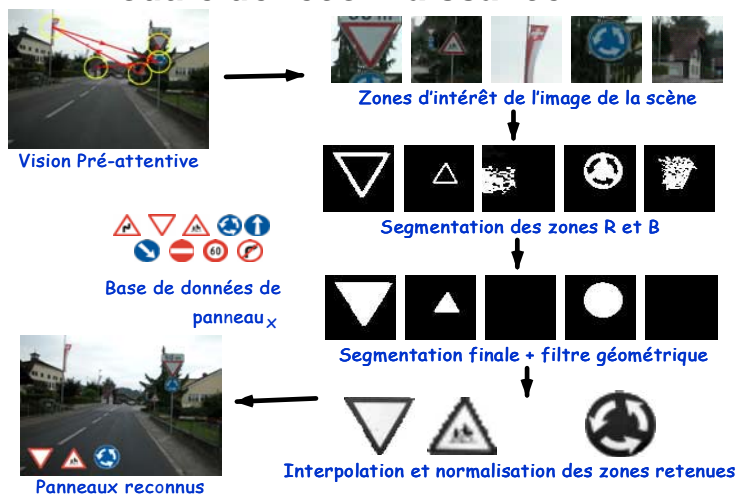 Vision Pré-attentive
Zones d'intérêt de l'image de la scène
Segmentation des zones R et B
Base de données de
panneaux
60
Segmentation finale + filtre géométrique
Interpolation et normalisation des zones retenues
Panneaux reconnus